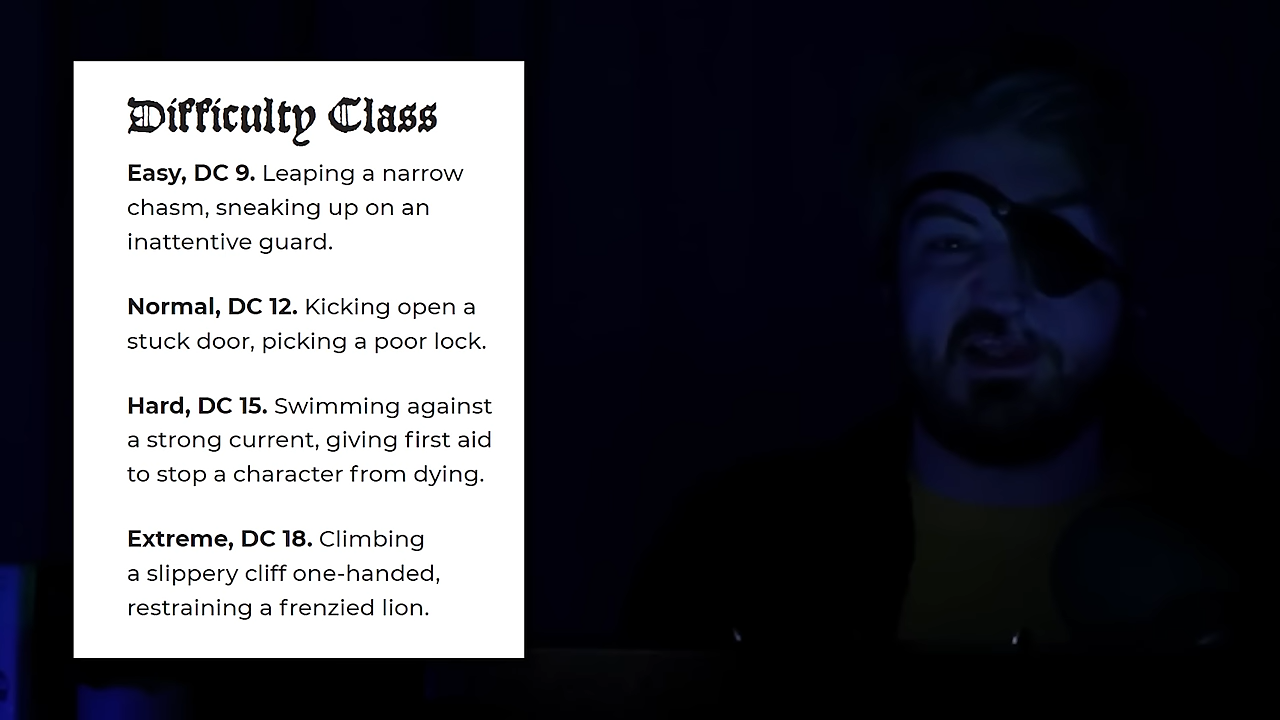 Difficulty Class
Easy, DC 9. Leaping a narrow
chasm, sneaking up on an
inattentive guard.
Normal, DC 12. Kicking open a
stuck door, picking a poor lock.
Hard, DC 15. Swimming against
a strong current, giving first aid
to stop a character from dying.
Extreme, DC 18. Climbing
a slippery cliff one-handed,
restraining a frenzied lion.